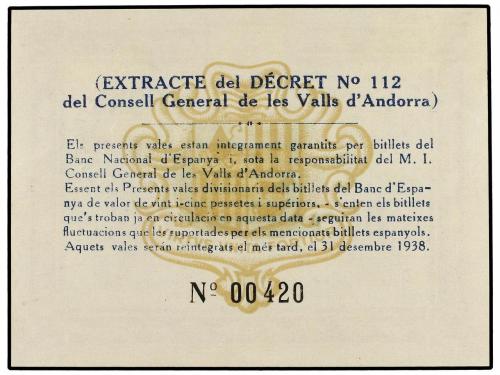 (EXTRACTE del DÉCRET Nº 112
del Consell General de les Valls d'Andorra)
Els presents vales estan integrament garantits per bitllets del
Banc Nacional d'Espanya i, sota la responsabilitat del M. I.
Consell General de les Valls d'Andorra.
Essent els Presents vales divisionaris dels bitllets del Banc d'Espa-
nya de valor de vint i-cinc pessetes i supériors, - s'enten els bitllets
que's troban ja en circulació en aquesta data - seguiran les mateixes
fluctuacions que les suportades per els mencionats bitllets espanyols.
Aquets vales serán reintegrats el més tard, el 31 desembre 1938.
Nº 00420